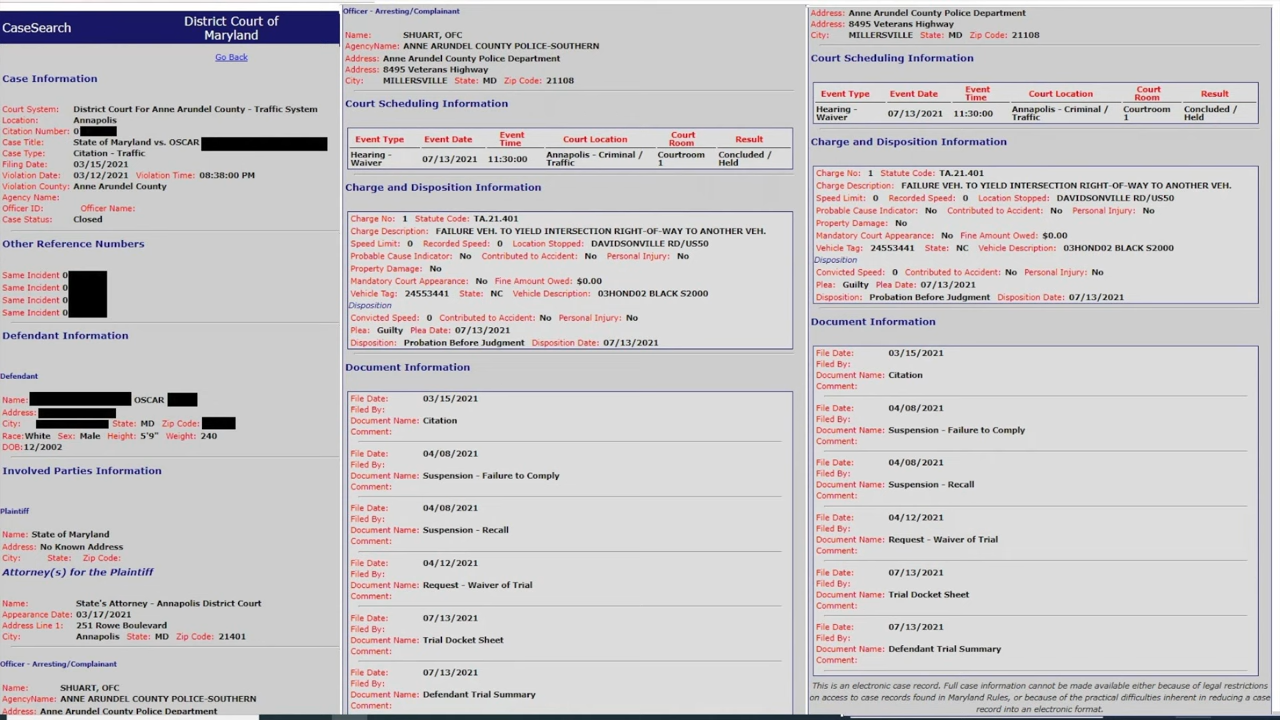 CaseSearch
District Court of
Maryland
Go Back
Case Information
Court System: District Court For Anne Arundel County - Traffic System
Location: Annapolis
Citation Number: 0
Case Title: State of Maryland vs. OSCAR
Case Type: Citation - Traffic
Filing Date: 03/15/2021
Violation Date: 03/12/2021 Violation Time: 08:38:00 PM
Violation County: Anne Arundel County
Agency Name:
Officer ID: Officer Name:
Case Status: Closed
Other Reference Numbers
Same Incident 0
Same Incident 0
Same Incident 0
Same Incident 0
Defendant Information
Defendant
Name: OSCAR
Address:
City: State: MD Zip Code:
Race: White Sex: Male Height: 5'9" Weight: 240
DOB: 12/2002
Involved Parties Information
Plaintiff
Name: State of Maryland
Address: No Known Address
City: State: Zip Code:
Attorney(s) for the Plaintiff
Name: State's Attorney - Annapolis District Court
Appearance Date: 03/17/2021
Address Line 1: 251 Rowe Boulevard
City: Annapolis State: MD Zip Code: 21401
Officer - Arresting/Complainant
Name: SHUART, OFC
AgencyName: ANNE ARUNDEL COUNTY POLICE-SOUTHERN
Address: Anne Arundel County Police Department
Officer - Arresting/Complainant
Name: SHUART, OFC
AgencyName: ANNE ARUNDEL COUNTY POLICE-SOUTHERN
Address: Anne Arundel County Police Department
Address: 8495 Veterans Highway
City: MILLERSVILLE State: MD Zip Code: 21108
Court Scheduling Information
Event Type Event Date Event Time Court Location Court Room Result
Hearing - Waiver 07/13/2021 11:30:00 Annapolis - Criminal / Traffic Courtroom 1 Concluded / Held
Charge and Disposition Information
Charge No: 1 Statute Code: TA.21.401
Charge Description: FAILURE VEH. TO YIELD INTERSECTION RIGHT-OF-WAY TO ANOTHER VEH.
Speed Limit: 0 Recorded Speed: 0 Location Stopped: DAVIDSONVILLE RD/US50
Probable Cause Indicator: No Contributed to Accident: No Personal Injury: No
Property Damage: No
Mandatory Court Appearance: No Fine Amount Owed: $0.00
Vehicle Tag: 24553441 State: NC Vehicle Description: 03HOND02 BLACK S2000
Disposition
Convicted Speed: 0 Contributed to Accident: No Personal Injury: No
Plea: Guilty Plea Date: 07/13/2021
Disposition: Probation Before Judgment Disposition Date: 07/13/2021
Document Information
File Date: 03/15/2021
Filed By:
Document Name: Citation
Comment:
File Date: 04/08/2021
Filed By:
Document Name: Suspension - Failure to Comply
Comment:
File Date: 04/08/2021
Filed By:
Document Name: Suspension - Recall
Comment:
File Date: 04/12/2021
Filed By:
Document Name: Request - Waiver of Trial
Comment:
File Date: 07/13/2021
Filed By:
Document Name: Trial Docket Sheet
Comment:
File Date: 07/13/2021
Filed By:
Document Name: Defendant Trial Summary
Comment:
Address: Anne Arundel County Police Department
Address: 8495 Veterans Highway
City: MILLERSVILLE State: MD Zip Code: 21108
Court Scheduling Information
Event Type Event Date Event Time Court Location Court Room Result
Hearing - Waiver 07/13/2021 11:30:00 Annapolis - Criminal / Traffic Courtroom 1 Concluded / Held
Charge and Disposition Information
Charge No: 1 Statute Code: TA.21.401
Charge Description: FAILURE VEH. TO YIELD INTERSECTION RIGHT-OF-WAY TO ANOTHER VEH.
Speed Limit: 0 Recorded Speed: 0 Location Stopped: DAVIDSONVILLE RD/US50
Probable Cause Indicator: No Contributed to Accident: No Personal Injury: No
Property Damage: No
Mandatory Court Appearance: No Fine Amount Owed: $0.00
Vehicle Tag: 24553441 State: NC Vehicle Description: 03HOND02 BLACK S2000
Disposition
Convicted Speed: 0 Contributed to Accident: No Personal Injury: No
Plea: Guilty Plea Date: 07/13/2021
Disposition: Probation Before Judgment Disposition Date: 07/13/2021
Document Information
File Date: 03/15/2021
Filed By:
Document Name: Citation
Comment:
File Date: 04/08/2021
Filed By:
Document Name: Suspension - Failure to Comply
Comment:
File Date: 04/08/2021
Filed By:
Document Name: Suspension - Recall
Comment:
File Date: 04/12/2021
Filed By:
Document Name: Request - Waiver of Trial
Comment:
File Date: 07/13/2021
Filed By:
Document Name: Trial Docket Sheet
Comment:
File Date: 07/13/2021
Filed By:
Document Name: Defendant Trial Summary
Comment:
This is an electronic case record. Full case information cannot be made available either because of legal restrictions
on access to case records found in Maryland Rules, or because of the practical difficulties inherent in reducing a case
record into an electronic format.